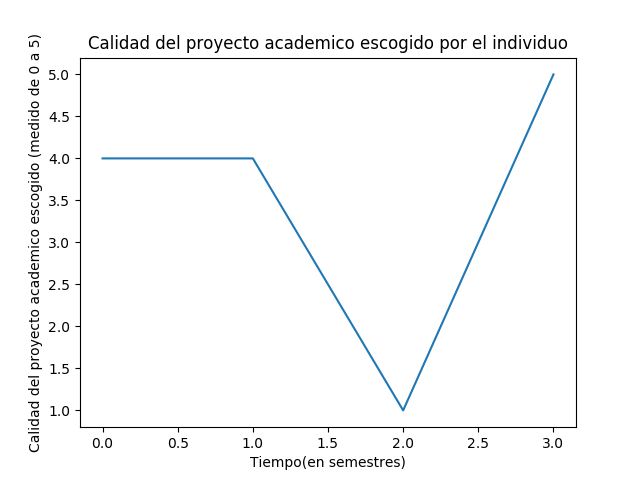 Calidad del proyecto academico escogido por el individuo
Calidad del proyecto academico escogido (medido de 0 a 5)
5.0
4.5
4.0
3.5
3.0
2.5
2.0
1.5
1.0
0.0 0.5 1.0 1.5 2.0 2.5 3.0
Tiempo(en semestres)